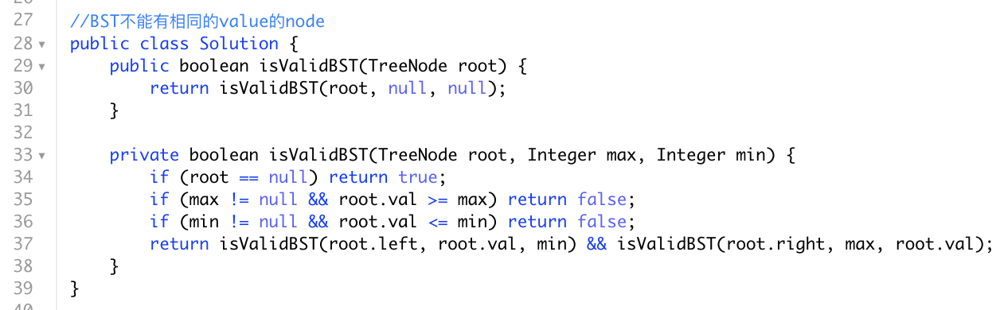 27 //BST不能有相同的value的node
28 public class Solution {
29     public boolean isValidBST(TreeNode root) {
30         return isValidBST(root, null, null);
31     }
32
33     private boolean isValidBST(TreeNode root, Integer max, Integer min) {
34         if (root == null) return true;
35         if (max != null && root.val >= max) return false;
36         if (min != null && root.val <= min) return false;
37         return isValidBST(root.left, root.val, min) && isValidBST(root.right, max, root.val);
38     }
39 }